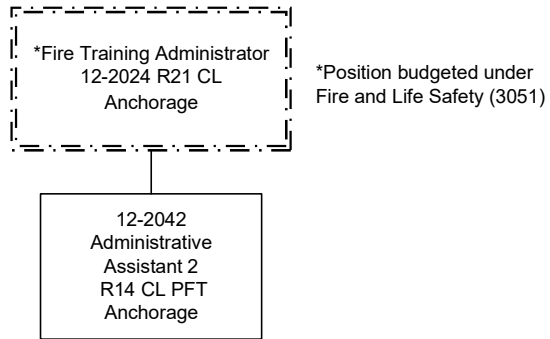 *Fire Training Administrator
12-2024 R21 CL
Anchorage
*Position budgeted under
Fire and Life Safety (3051)
12-2042
Administrative
Assistant 2
R14 CL PFT
Anchorage